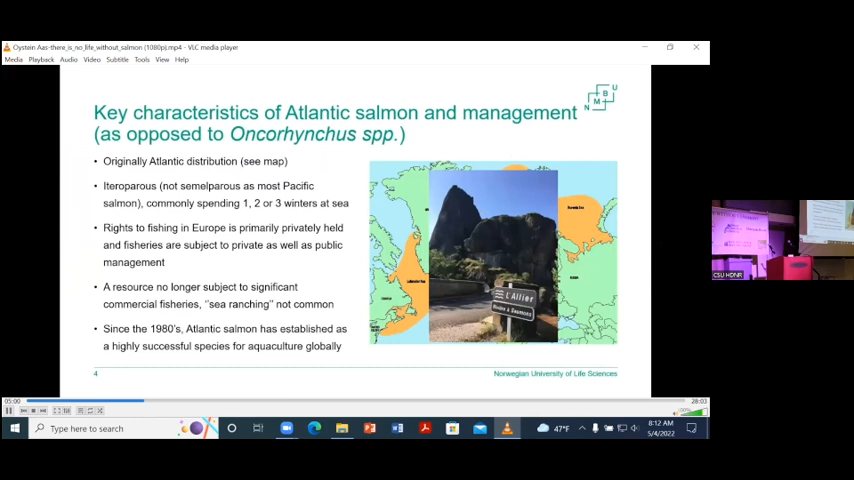 Oystein Aas-there_is_no_life_without_salmon (1080p).mp4 - VLC media player
Media Playback Audio Video Subtitle Tools View Help
Key characteristics of Atlantic salmon and management
(as opposed to Oncorhynchus spp.)
N M B U
• Originally Atlantic distribution (see map)
• Iteroparous (not semelparous as most Pacific
salmon), commonly spending 1, 2 or 3 winters at sea
• Rights to fishing in Europe is primarily privately held
and fisheries are subject to private as well as public
management
• A resource no longer subject to significant
commercial fisheries, "sea ranching" not common
• Since the 1980's, Atlantic salmon has established as
a highly successful species for aquaculture globally
L'Allier
Rivière à Saumons
4
Norwegian University of Life Sciences
05:00
28:03
Type here to search
47°F
8:12 AM
5/4/2022
CSU HDNR